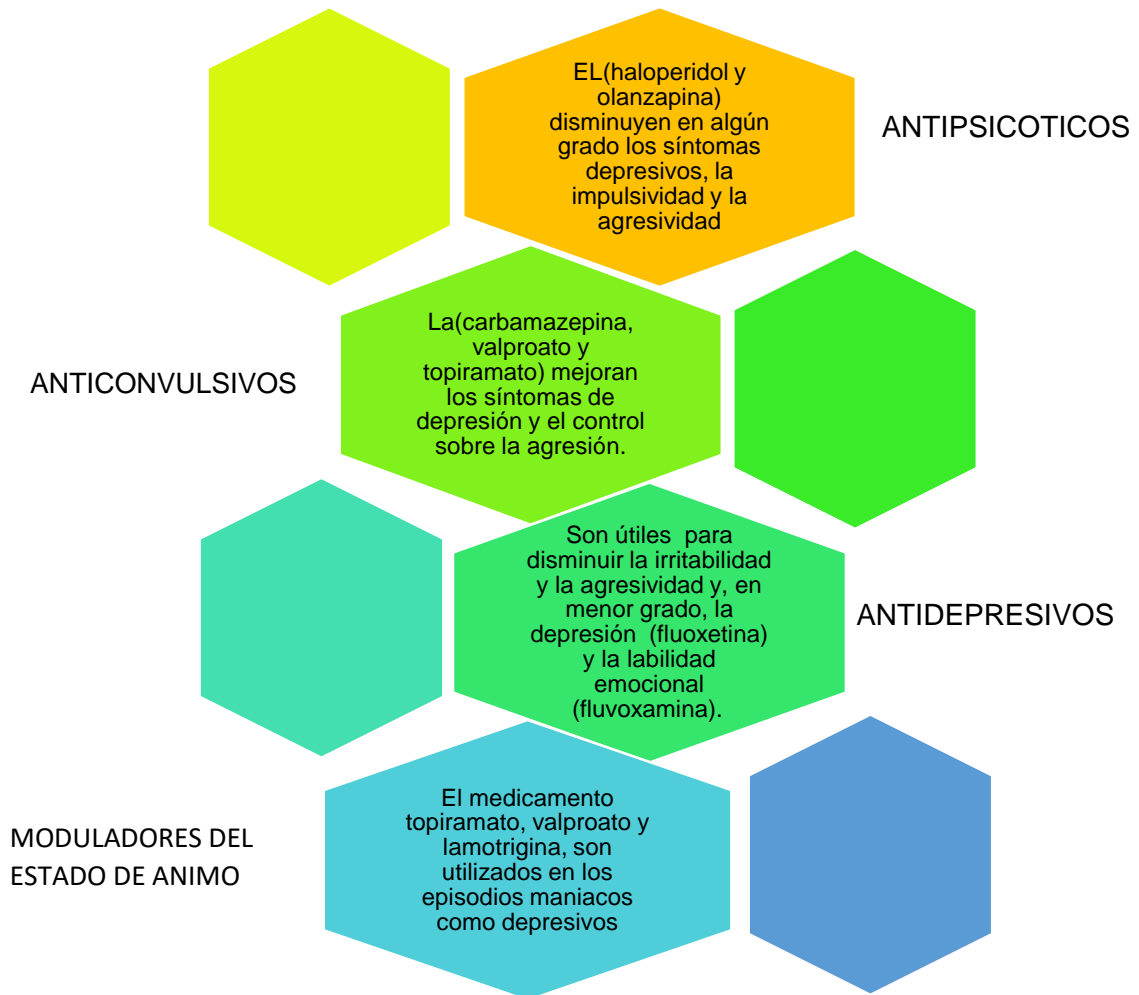 EL(haloperidol y
olanzapina)
disminuyen en algún
grado los síntomas
depresivos, la
impulsividad y la
agresividad
ANTIPSICOTICOS
La(carbamazepina,
valproato y
topiramato) mejoran
los síntomas de
depresión y el control
sobre la agresión.
ANTICONVULSIVOS
Son útiles para
disminuir la irritabilidad
y la agresividad y, en
menor grado, la
depresión (fluoxetina)
y la labilidad
emocional
(fluvoxamina).
ANTIDEPRESIVOS
El medicamento
topiramato, valproato y
lamotrigina, son
utilizados en los
episodios maniacos
como depresivos
MODULADORES DEL
ESTADO DE ANIMO